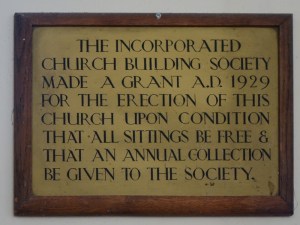 THE INCORPORATED
CHURCH BUILDING SOCIETY
MADE A GRANT A.D. 1929
FOR THE ERECTION OF THIS
CHURCH UPON CONDITION
THAT·ALL SITTINGS BE FREE &
THAT AN ANNUAL COLLECTION
BE GIVEN TO THE SOCIETY.